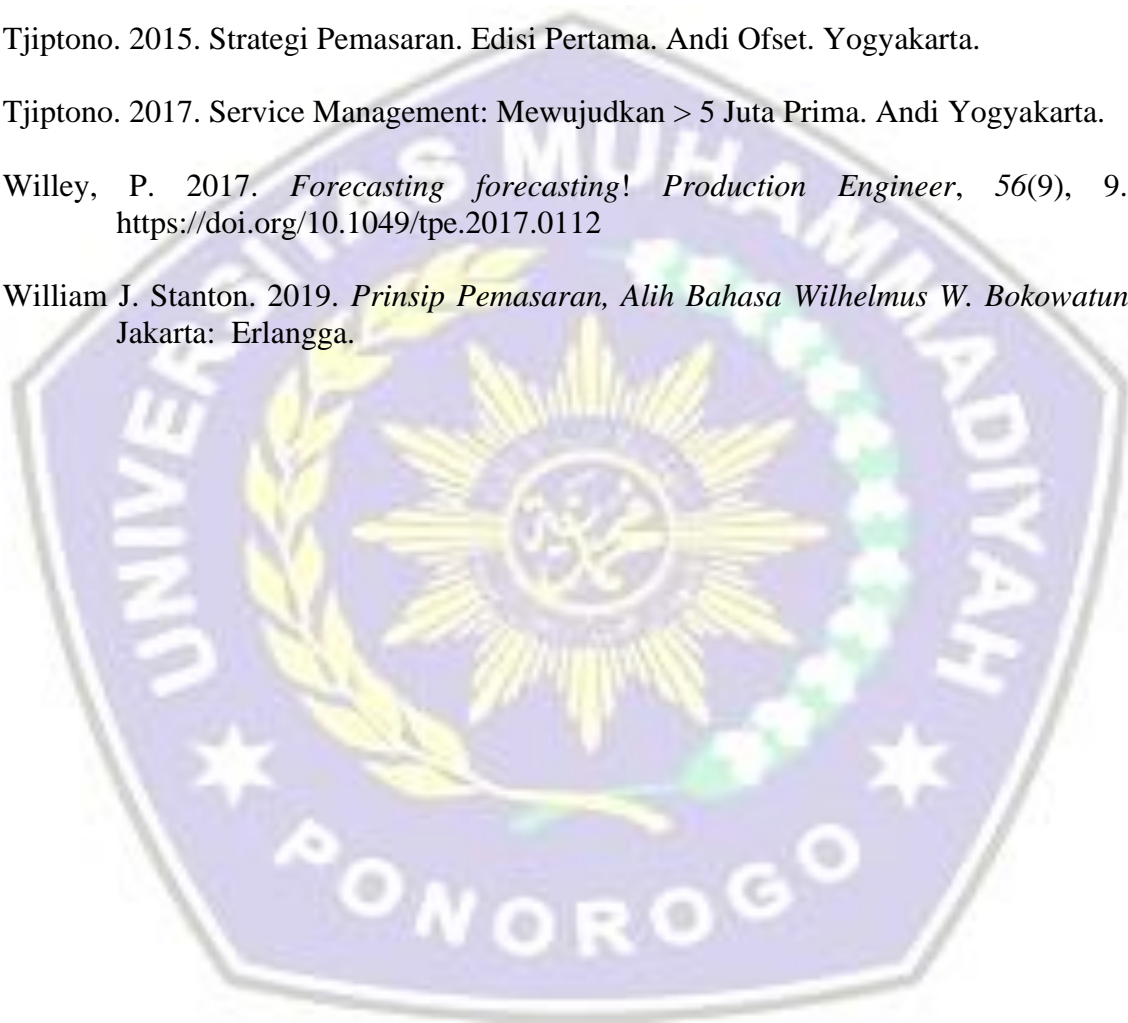 Tjiptono. 2015. Strategi Pemasaran. Edisi Pertama. Andi Ofset. Yogyakarta.
Tjiptono. 2017. Service Management: Mewujudkan > 5 Juta Prima. Andi Yogyakarta.
Willey, P. 2017. Forecasting forecasting! Production Engineer, 56(9), 9.
https://doi.org/10.1049/tpe.2017.0112
William J. Stanton. 2019. Prinsip Pemasaran, Alih Bahasa Wilhelmus W. Bokowatun
Jakarta: Erlangga.
UNIVERSITAS MUHAMMADIYAH
PONOROGO